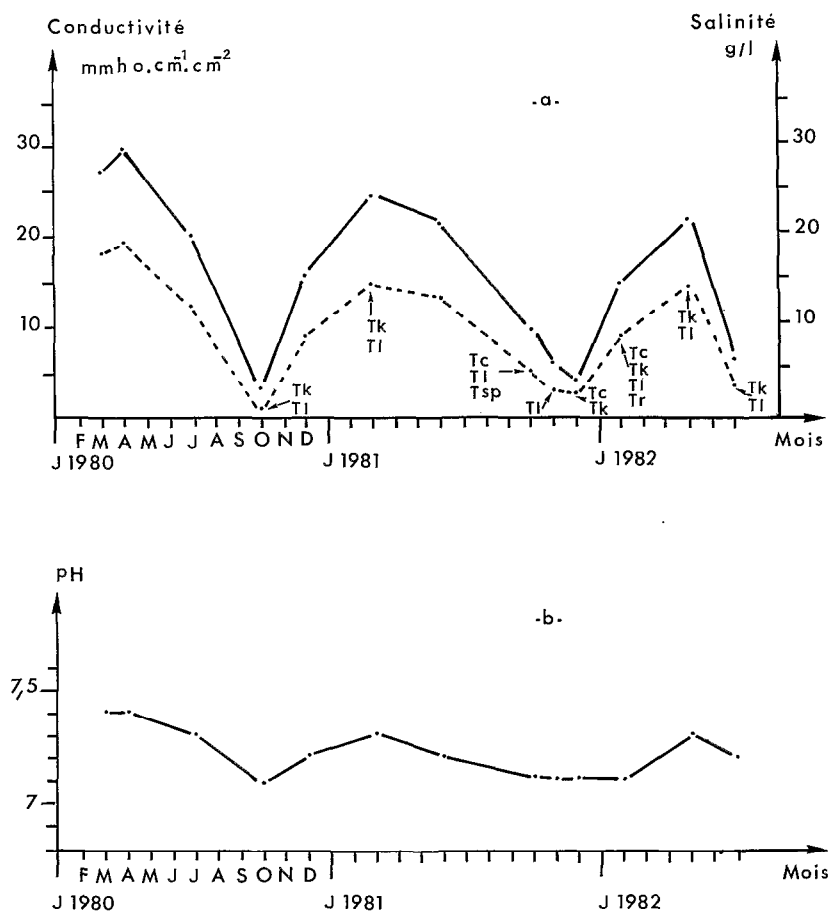 Conductivité
mmho.cm⁻¹.cm⁻²
Salinité
g/l
-a-
30
20
10
30
20
10
Tk
Tl
Tk
Tl
Tc
Tl
Tsp
Tl
Tc
Tk
Tc
Tk
Tl
Tr
Tk
Tl
Tk
Tl
F M A M J J A S O N D
Mois
J 1980
J 1981
J 1982
pH
-b-
7,5
7
F M A M J J A S O N D
Mois
J 1980
J 1981
J 1982